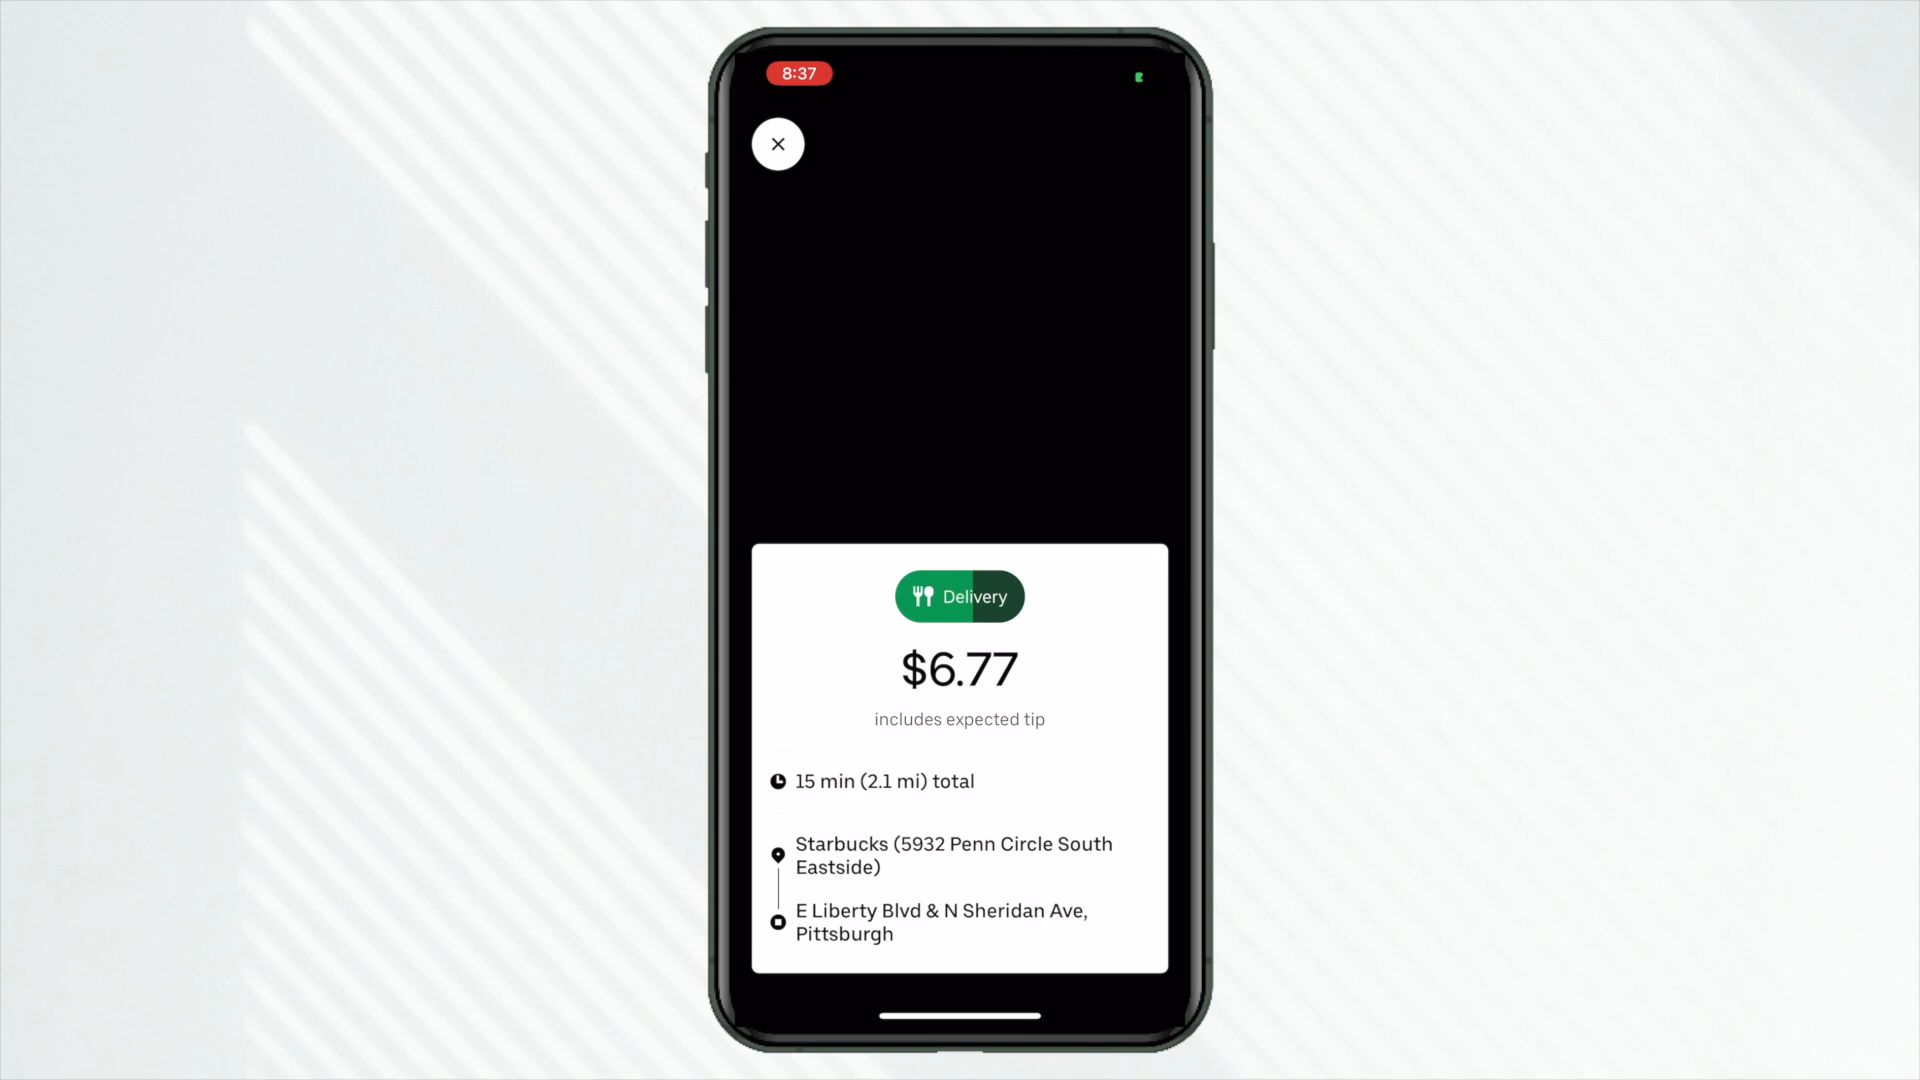 8:37
Delivery
$6.77
includes expected tip
15 min (2.1 mi) total
Starbucks (5932 Penn Circle South
Eastside)
E Liberty Blvd & N Sheridan Ave,
Pittsburgh